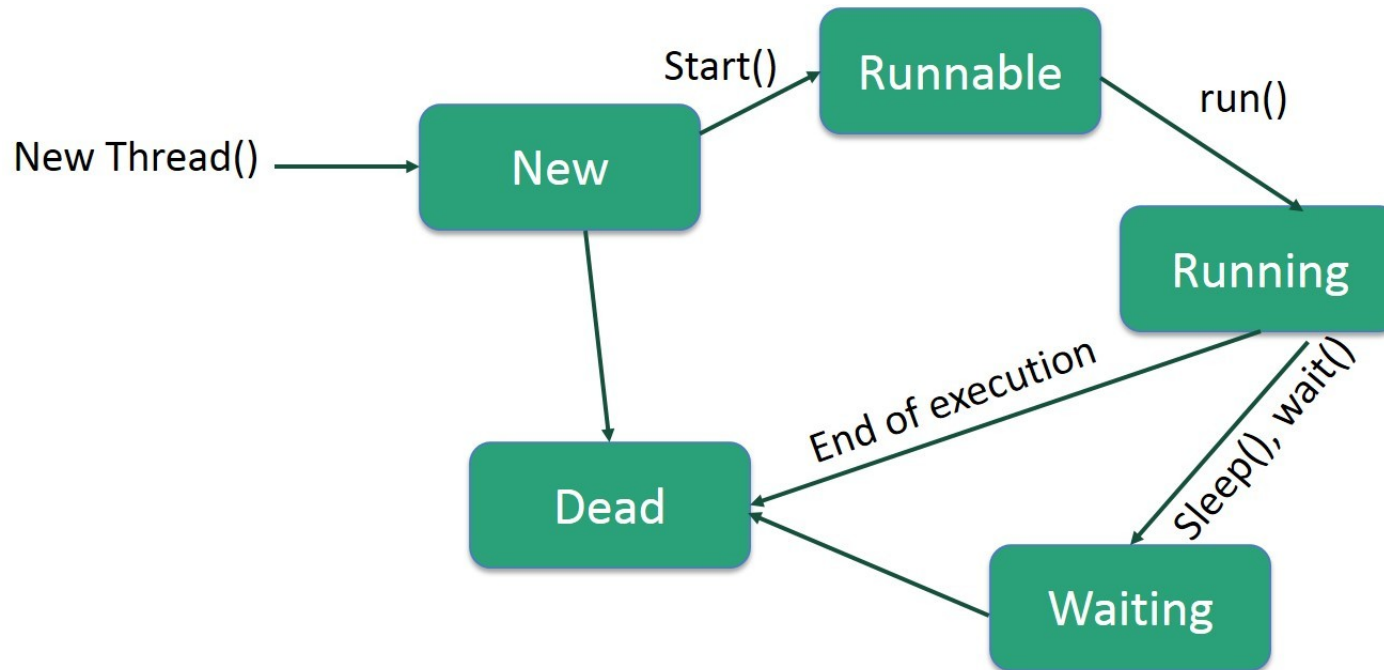 Start()
Runnable
run()
New Thread()
New
Running
End of execution
Sleep(), wait()
Dead
Waiting